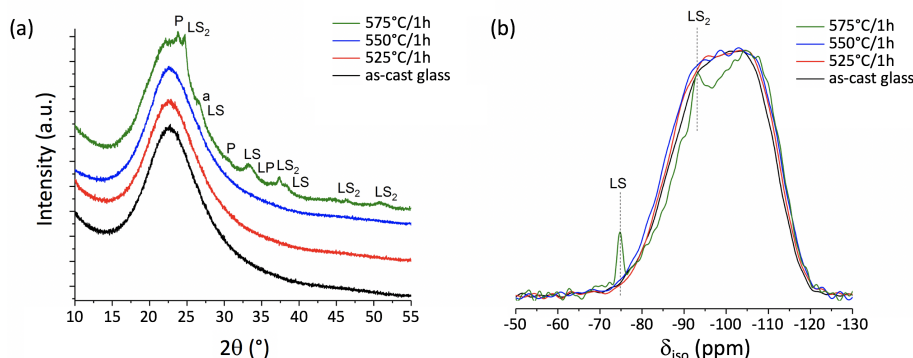 (a)
P
LS2
575°C/1h
550°C/1h
525°C/1h
as-cast glass
a
LS
P
LS
LP
LS2
LS
LS2
LS2
Intensity (a.u.)
10 15 20 25 30 35 40 45 50 55
2θ (°)
(b)
LS2
575°C/1h
550°C/1h
525°C/1h
as-cast glass
LS
-50 -60 -70 -80 -90 -100 -110 -120 -130
δiso (ppm)